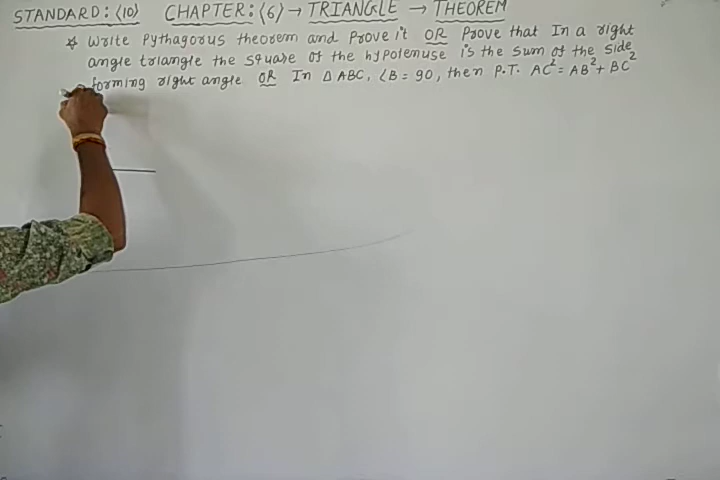 STANDARD: ⟨10⟩ CHAPTER: ⟨6⟩ → TRIANGLE → THEOREM
* Write Pythagorus theorem and Prove it OR Prove that In a right
angle triangle the square of the hypotenuse is the sum of the side
forming right angle OR In △ ABC, ∠B = 90, then P.T. AC² = AB² + BC²